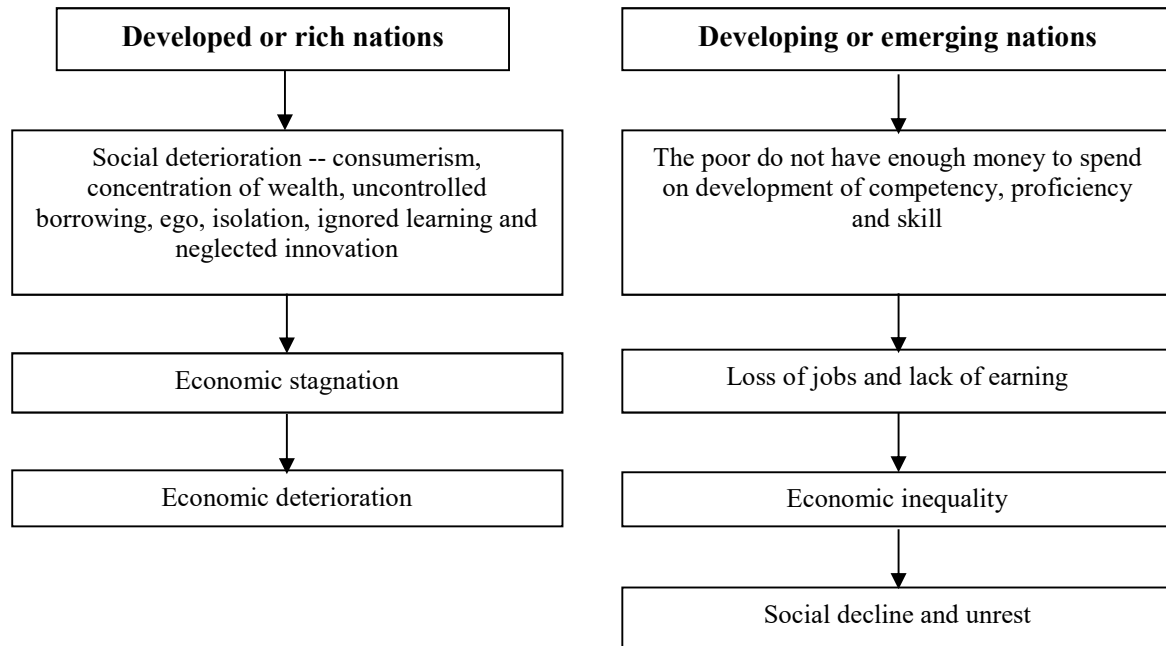 Developed or rich nations
Social deterioration -- consumerism,
concentration of wealth, uncontrolled
borrowing, ego, isolation, ignored learning and
neglected innovation
Economic stagnation
Economic deterioration
Developing or emerging nations
The poor do not have enough money to spend
on development of competency, proficiency
and skill
Loss of jobs and lack of earning
Economic inequality
Social decline and unrest